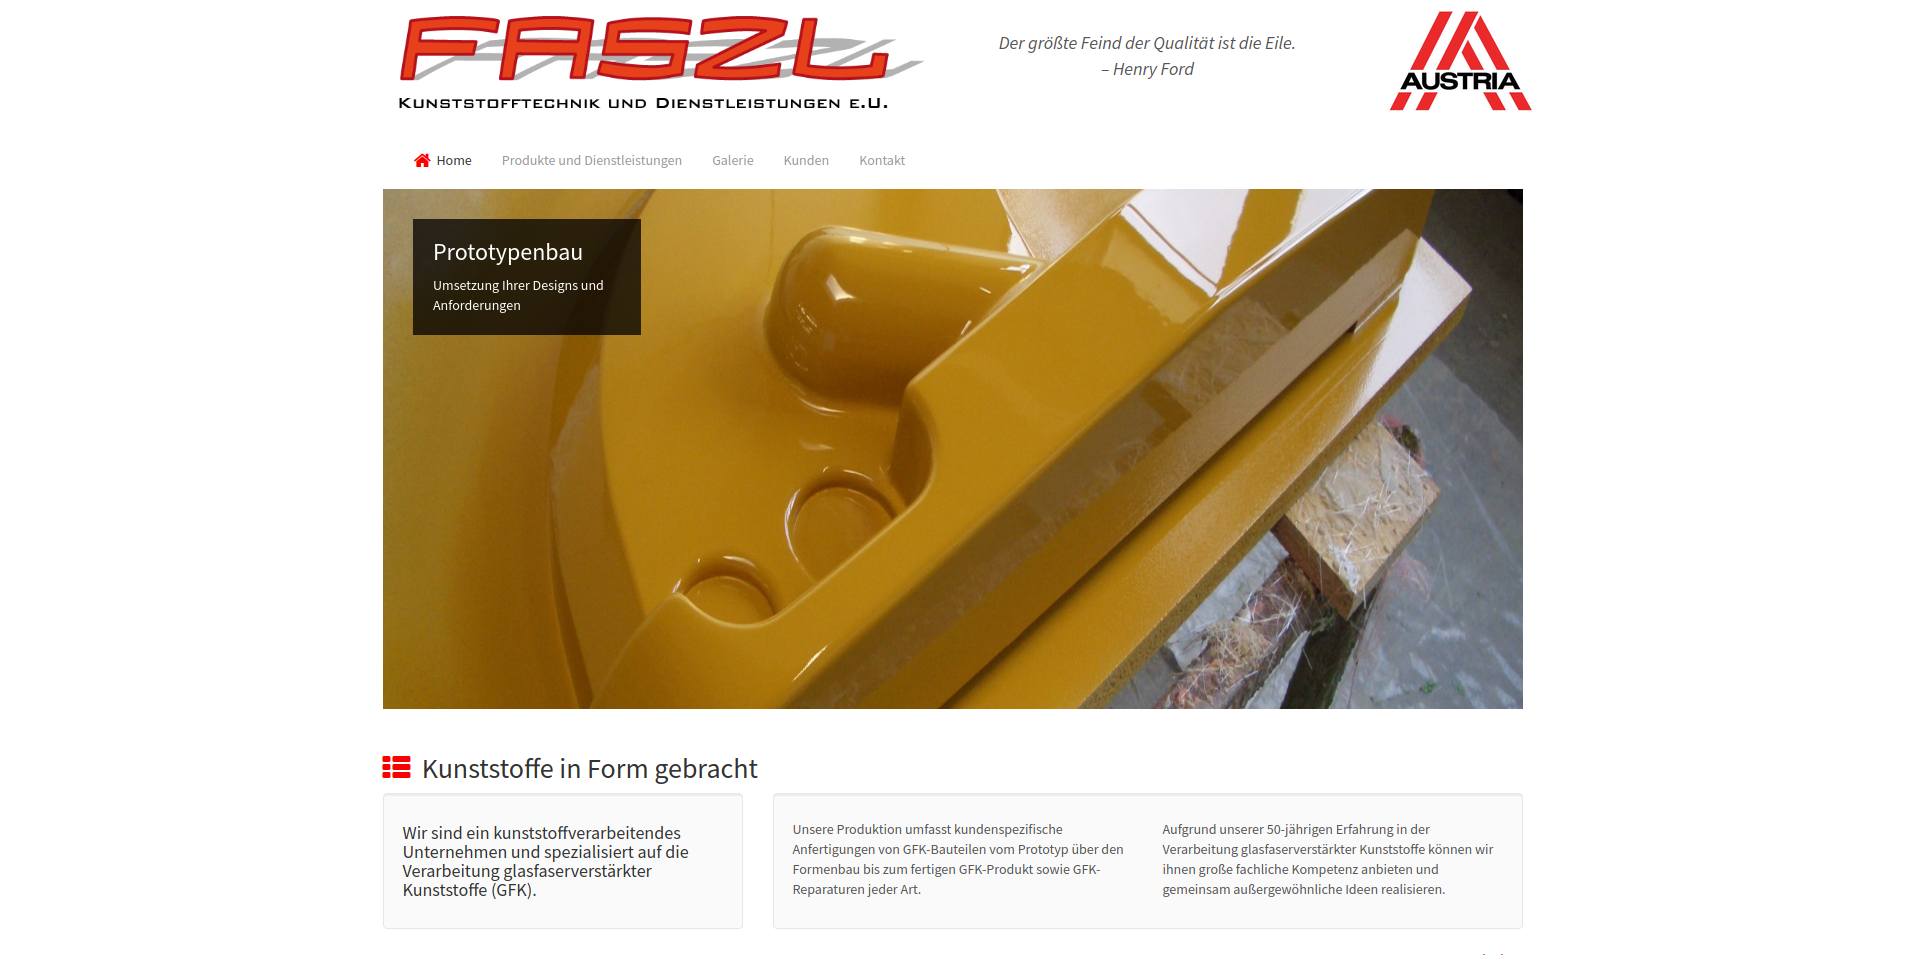 FASZL
Kunststofftechnik und Dienstleistungen e.U.
Der größte Feind der Qualität ist die Eile.
– Henry Ford
AUSTRIA
Home
Produkte und Dienstleistungen
Galerie
Kunden
Kontakt
Prototypenbau
Umsetzung Ihrer Designs und
Anforderungen
Kunststoffe in Form gebracht
Wir sind ein kunststoffverarbeitendes
Unternehmen und spezialisiert auf die
Verarbeitung glasfaserverstärkter
Kunststoffe (GFK).
Unsere Produktion umfasst kundenspezifische
Anfertigungen von GFK-Bauteilen vom Prototyp über den
Formenbau bis zum fertigen GFK-Produkt sowie GFK-
Reparaturen jeder Art.
Aufgrund unserer 50-jährigen Erfahrung in der
Verarbeitung glasfaserverstärkter Kunststoffe können wir
ihnen große fachliche Kompetenz anbieten und
gemeinsam außergewöhnliche Ideen realisieren.